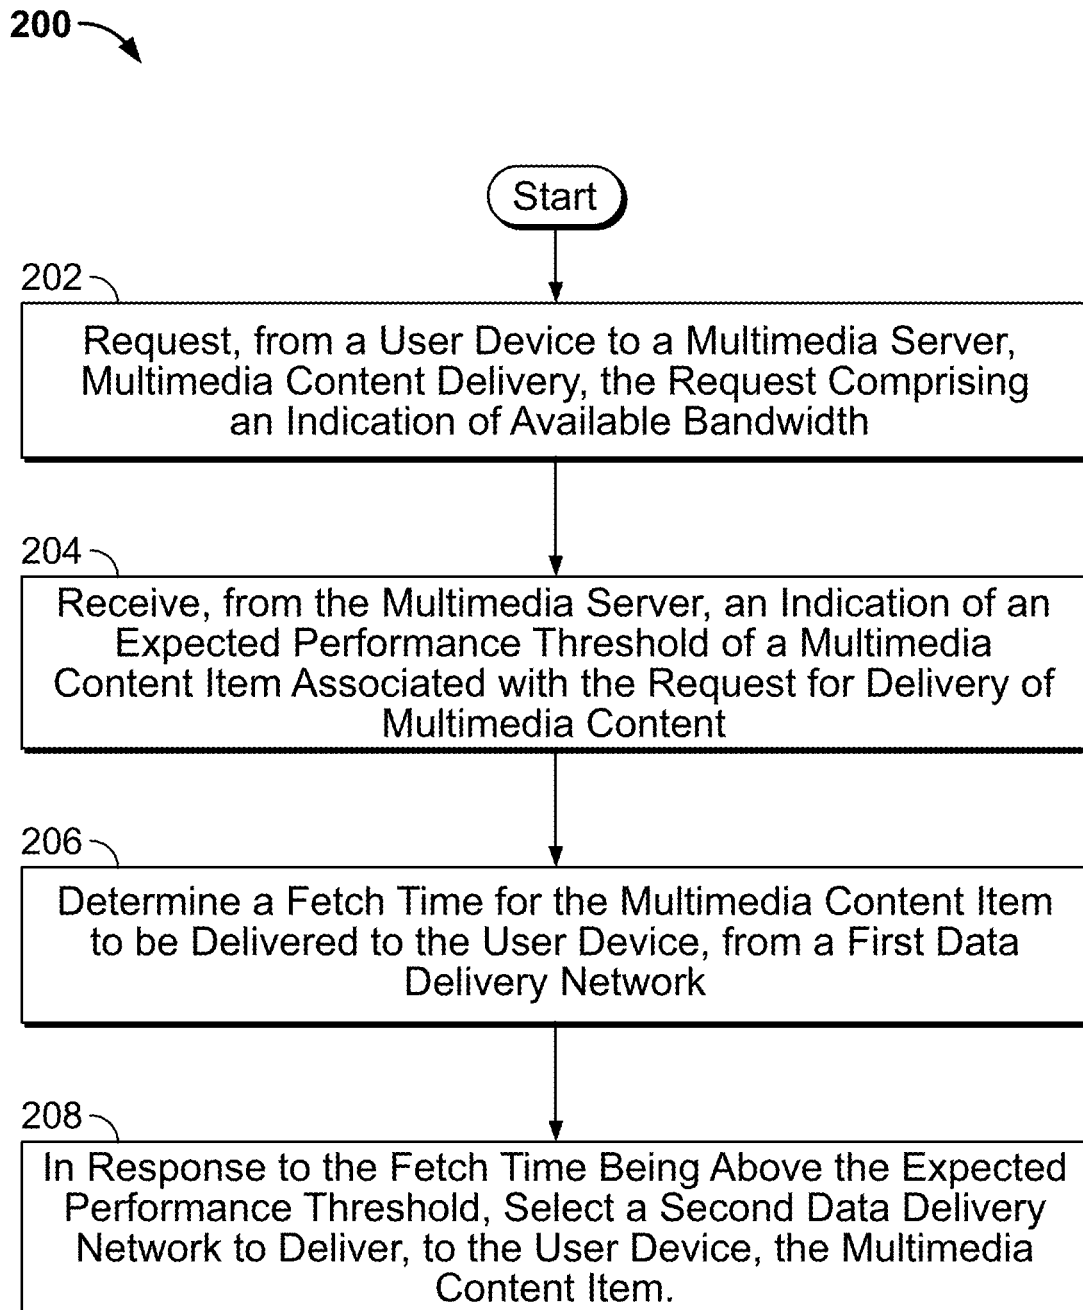 200
Start
202
Request, from a User Device to a Multimedia Server,
Multimedia Content Delivery, the Request Comprising
an Indication of Available Bandwidth
204
Receive, from the Multimedia Server, an Indication of an
Expected Performance Threshold of a Multimedia
Content Item Associated with the Request for Delivery of
Multimedia Content
206
Determine a Fetch Time for the Multimedia Content Item
to be Delivered to the User Device, from a First Data
Delivery Network
208
In Response to the Fetch Time Being Above the Expected
Performance Threshold, Select a Second Data Delivery
Network to Deliver, to the User Device, the Multimedia
Content Item.